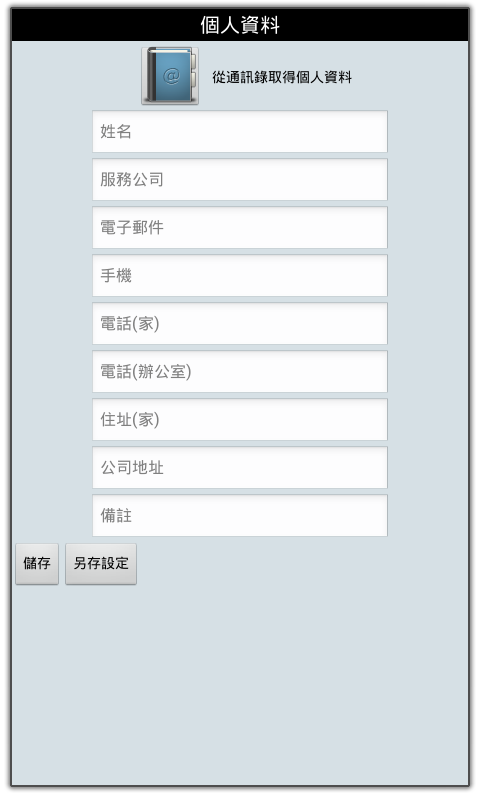 個人資料
@
從通訊錄取得個人資料
姓名
服務公司
電子郵件
手機
電話(家)
電話(辦公室)
住址(家)
公司地址
備註
儲存 另存設定